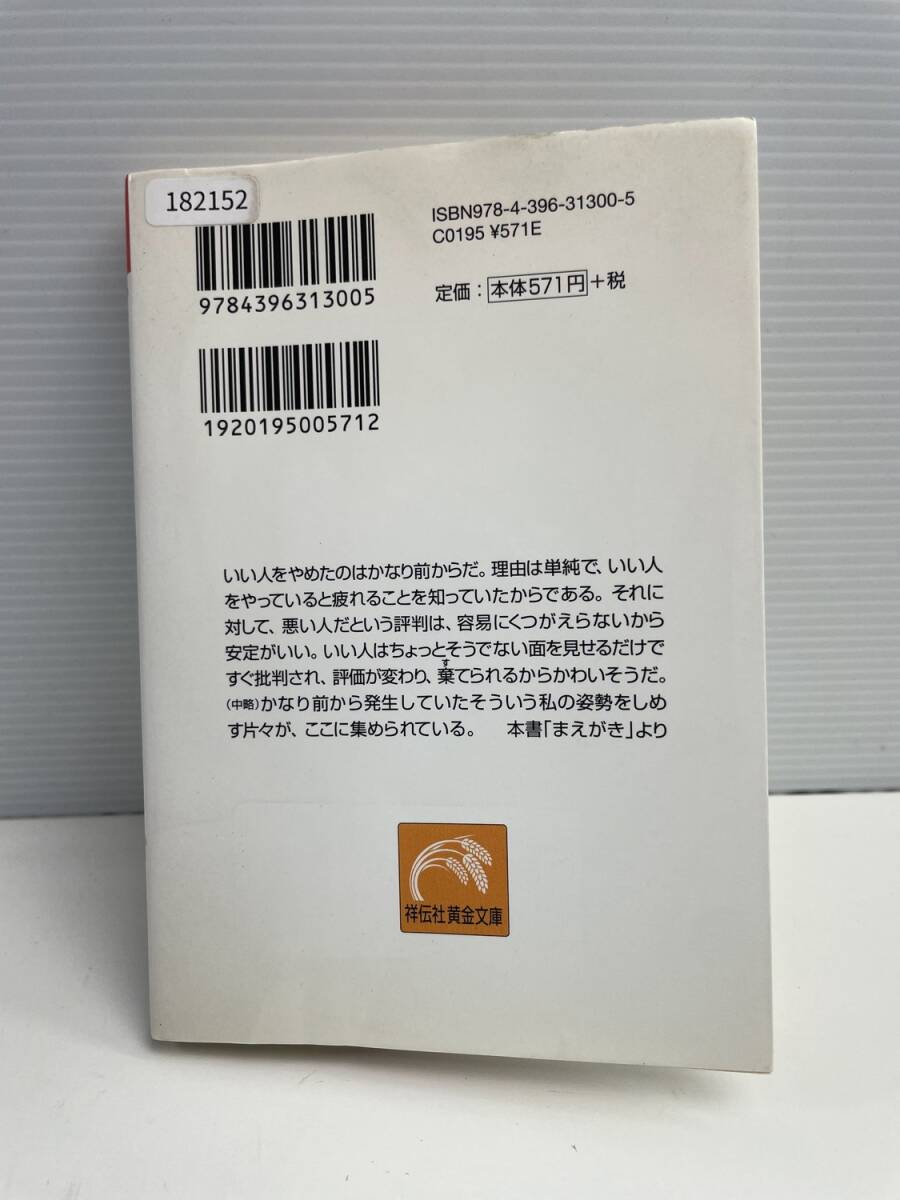 182152
ISBN978-4-396-31300-5
C0195 ¥571E
9784396313005
定価：本体571円＋税
1920195005712
いい人をやめたのはかなり前からだ。理由は単純で、いい人
をやっていると疲れることを知っていたからである。それに
対して、悪い人だという評判は、容易にくつがえらないから
安定がいい。いい人はちょっとそうでない面を見せるだけで
す
すぐ批判され、評価が変わり、棄てられるからかわいそうだ。
（中略）かなり前から発生していたそういう私の姿勢をしめ
す片々が、ここに集められている。 本書「まえがき」より
祥伝社黄金文庫